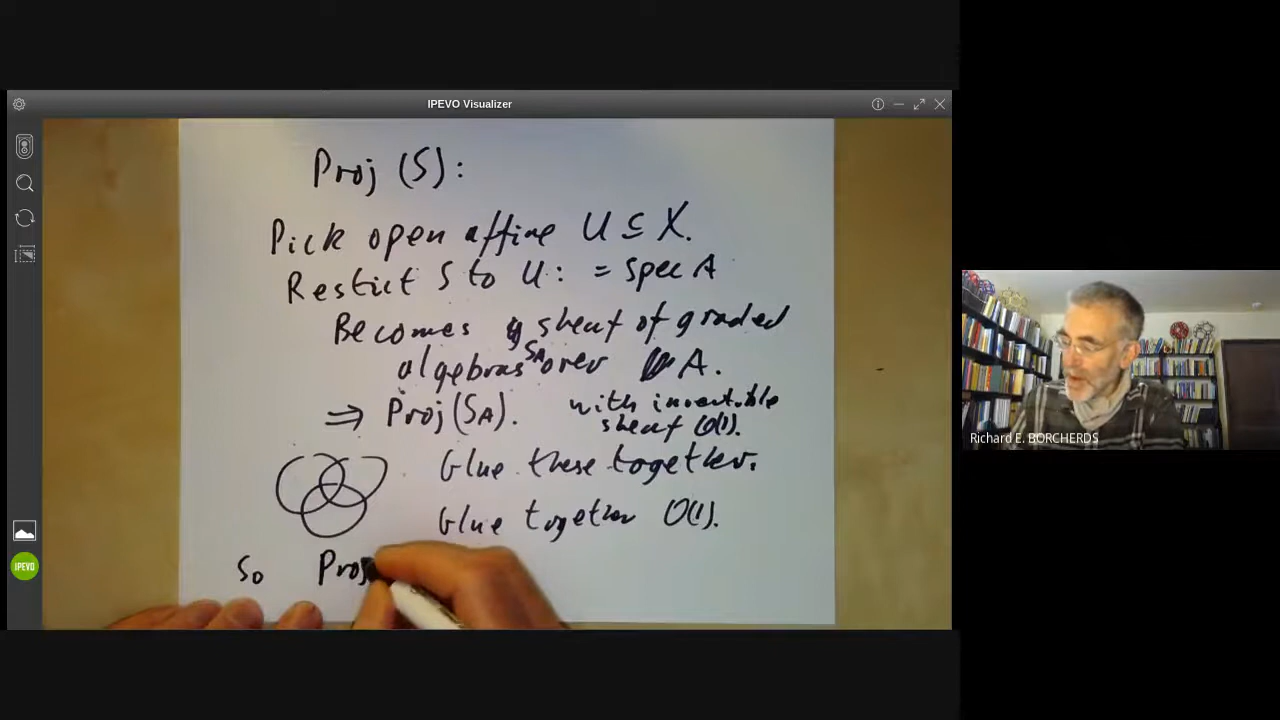 IPEVO Visualizer
Proj (S):
Pick open affine U ⊆ X.
Restict S to U: = Spec A
Becomes sheaf of graded
algebras S_A over A.
⇒ Proj(S_A). with invertible
sheaf O(1).
Glue these together.
Glue together O(1).
So Proj
IPEVO
Richard E. BORCHERDS